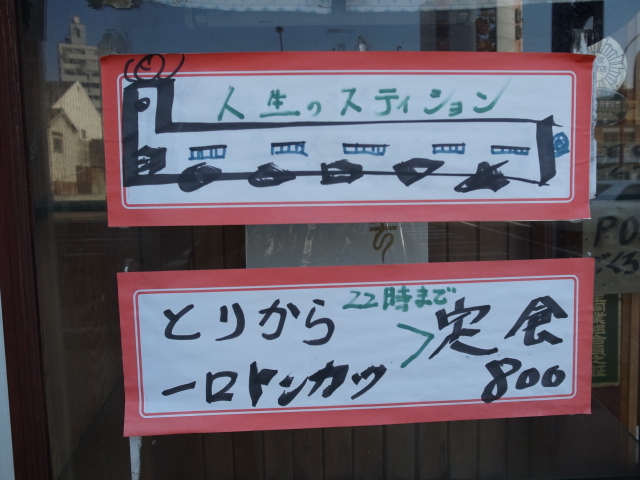 人生のスティション
とりから
22時まで
一口トンカツ
>定食
800
PO